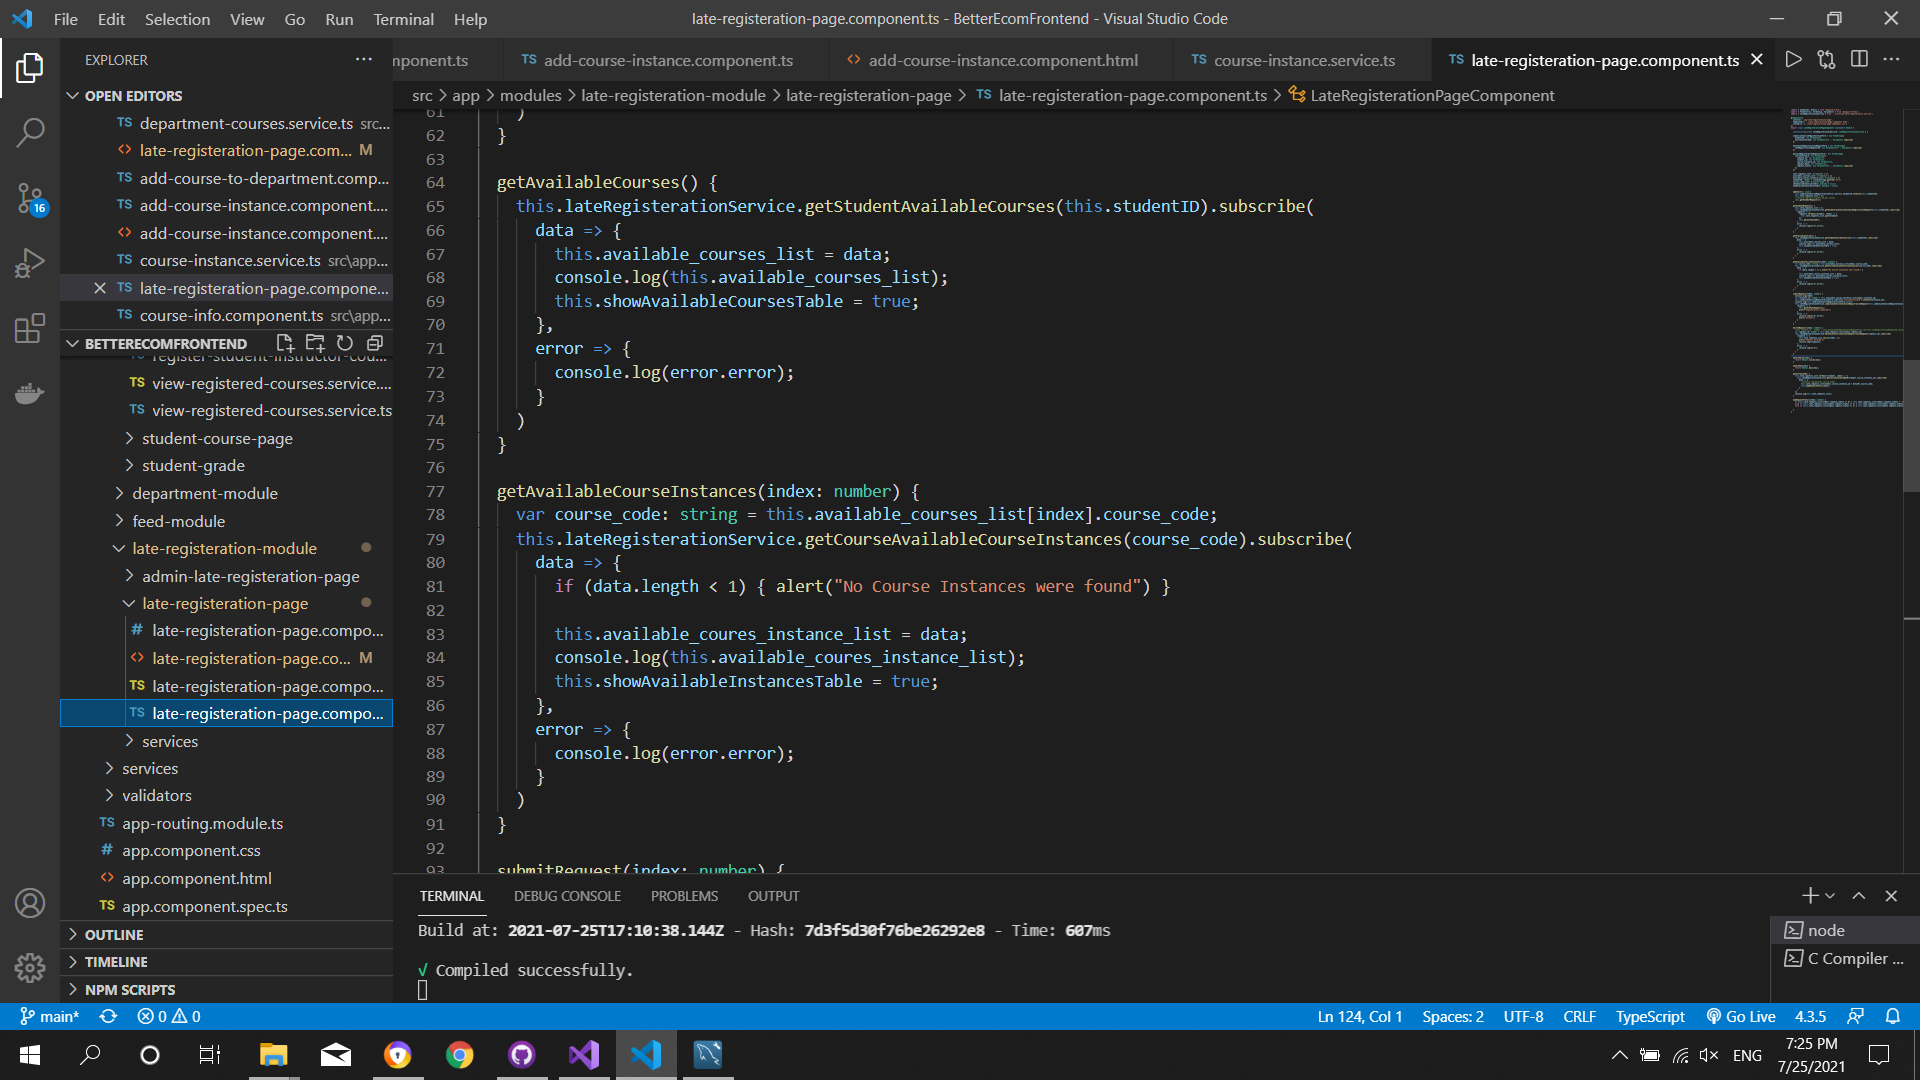 File Edit Selection View Go Run Terminal Help
late-registeration-page.component.ts - BetterEcomFrontend - Visual Studio Code
EXPLORER
mponent.ts
TS add-course-instance.component.ts
<> add-course-instance.component.html
TS course-instance.service.ts
TS late-registeration-page.component.ts
src > app > modules > late-registeration-module > late-registeration-page > TS late-registeration-page.component.ts > LateRegisterationPageComponent
OPEN EDITORS
TS department-courses.service.ts src...
<> late-registeration-page.com... M
TS add-course-to-department.comp...
TS add-course-instance.component....
<> add-course-instance.component....
TS course-instance.service.ts src\app...
TS late-registeration-page.compone...
TS course-info.component.ts src\app...
BETTERECOMFRONTEND
TS register-student-instructor-cou...
TS view-registered-courses.service....
TS view-registered-courses.service.ts
student-course-page
student-grade
department-module
feed-module
late-registeration-module
admin-late-registeration-page
late-registeration-page
# late-registeration-page.compo...
<> late-registeration-page.co... M
TS late-registeration-page.compo...
TS late-registeration-page.compo...
services
services
validators
TS app-routing.module.ts
# app.component.css
<> app.component.html
TS app.component.spec.ts
OUTLINE
TIMELINE
NPM SCRIPTS
16
61 )
62 }
63
64 getAvailableCourses() {
65 this.lateRegisterationService.getStudentAvailableCourses(this.studentID).subscribe(
66 data => {
67 this.available_courses_list = data;
68 console.log(this.available_courses_list);
69 this.showAvailableCoursesTable = true;
70 },
71 error => {
72 console.log(error.error);
73 }
74 )
75 }
76
77 getAvailableCourseInstances(index: number) {
78 var course_code: string = this.available_courses_list[index].course_code;
79 this.lateRegisterationService.getCourseAvailableCourseInstances(course_code).subscribe(
80 data => {
81 if (data.length < 1) { alert("No Course Instances were found") }
82
83 this.available_coures_instance_list = data;
84 console.log(this.available_coures_instance_list);
85 this.showAvailableInstancesTable = true;
86 },
87 error => {
88 console.log(error.error);
89 }
90 )
91 }
92
93 submitRequest(index: number) {
TERMINAL DEBUG CONSOLE PROBLEMS OUTPUT
Build at: 2021-07-25T17:10:38.144Z - Hash: 7d3f5d30f76be26292e8 - Time: 607ms
√ Compiled successfully.
node
C Compiler ...
main* 0 0
Ln 124, Col 1 Spaces: 2 UTF-8 CRLF TypeScript Go Live 4.3.5
ENG
7:25 PM
7/25/2021